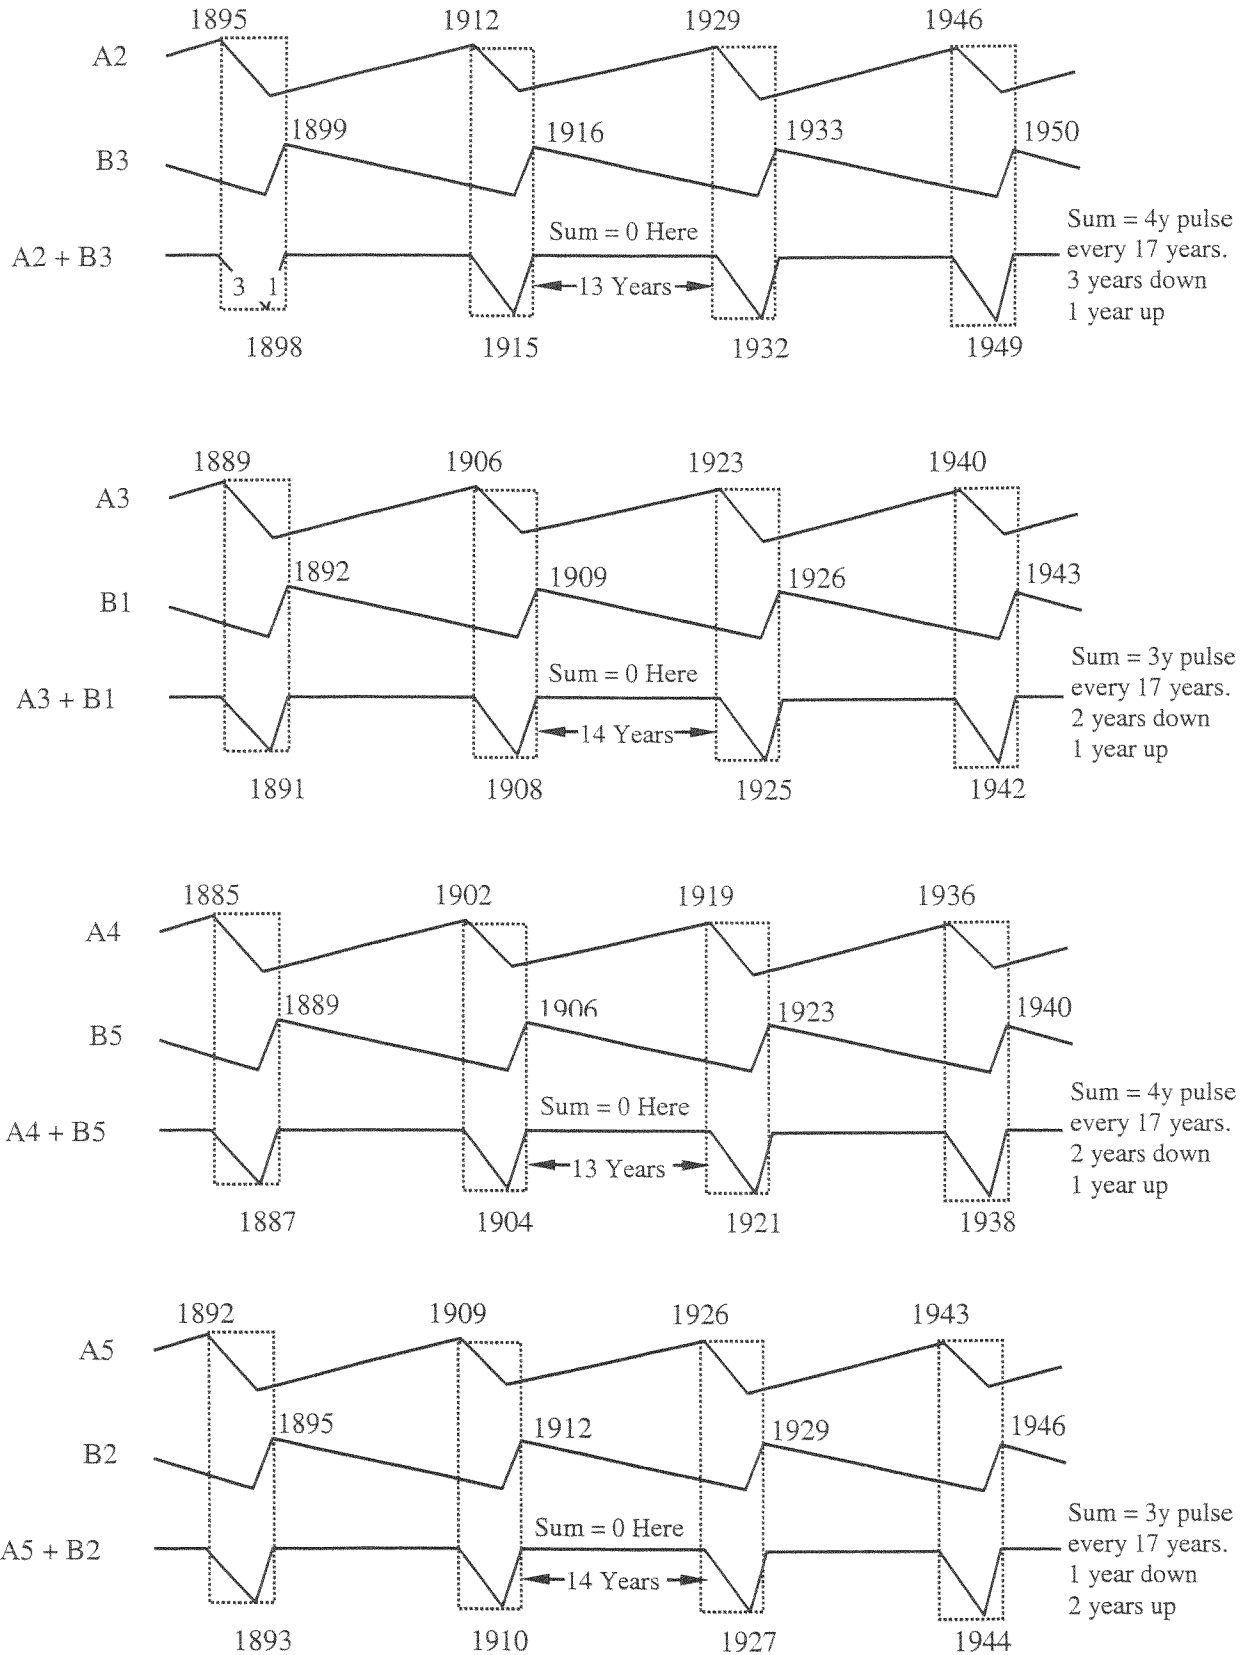 1895 1912 1929 1946
A2
1899 1916 1933 1950
B3
Sum = 0 Here
A2 + B3
3 1
13 Years
Sum = 4y pulse
every 17 years.
3 years down
1 year up
1898 1915 1932 1949
1889 1906 1923 1940
A3
1892 1909 1926 1943
B1
Sum = 0 Here
A3 + B1
14 Years
Sum = 3y pulse
every 17 years.
2 years down
1 year up
1891 1908 1925 1942
1885 1902 1919 1936
A4
1889 1906 1923 1940
B5
Sum = 0 Here
A4 + B5
13 Years
Sum = 4y pulse
every 17 years.
2 years down
1 year up
1887 1904 1921 1938
1892 1909 1926 1943
A5
1895 1912 1929 1946
B2
Sum = 0 Here
A5 + B2
14 Years
Sum = 3y pulse
every 17 years.
1 year down
2 years up
1893 1910 1927 1944